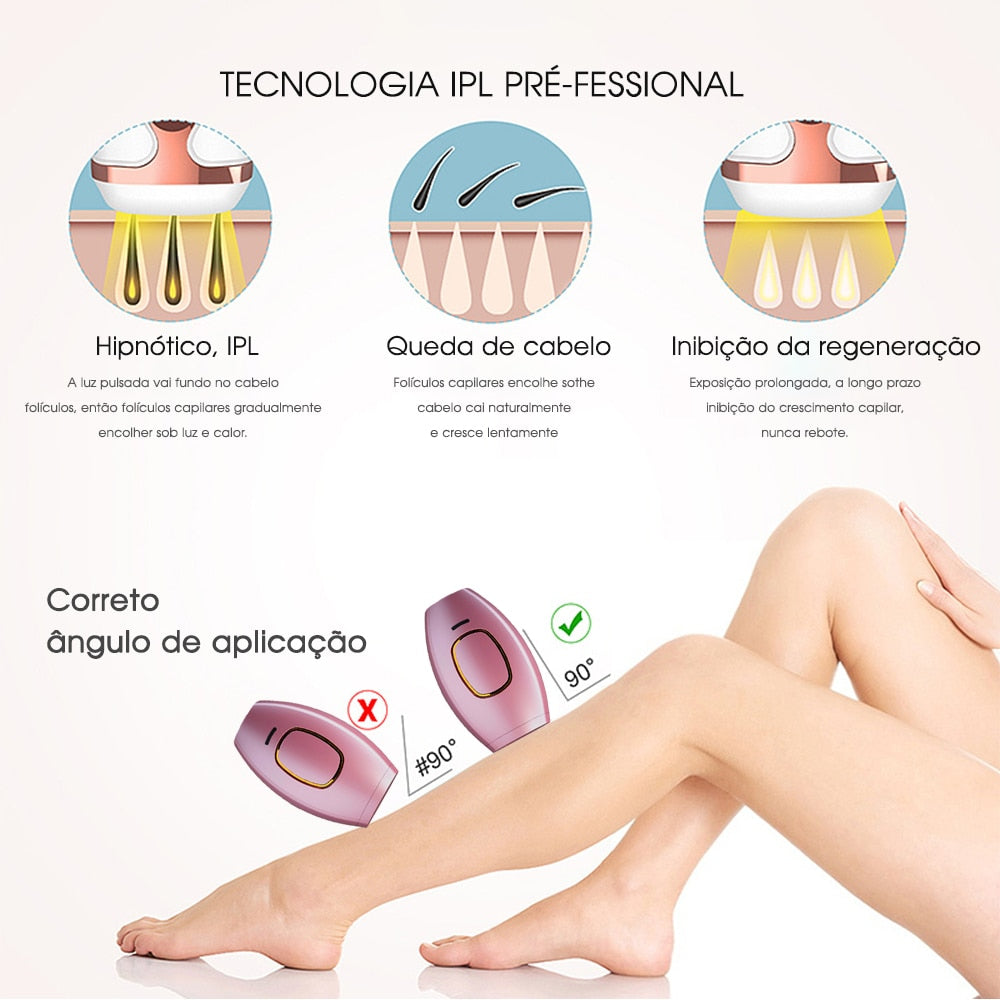 TECNOLOGIA IPL PRÉ-FESSIONAL
Hipnótico, IPL
A luz pulsada vai fundo no cabelo
folículos, então folículos capilares gradualmente
encolher sob luz e calor.
Queda de cabelo
Folículos capilares encolhe sothe
cabelo cai naturalmente
e cresce lentamente
Inibição da regeneração
Exposição prolongada, a longo prazo
inibição do crescimento capilar,
nunca rebote.
Correto
ângulo de aplicação
X
#90°
90°